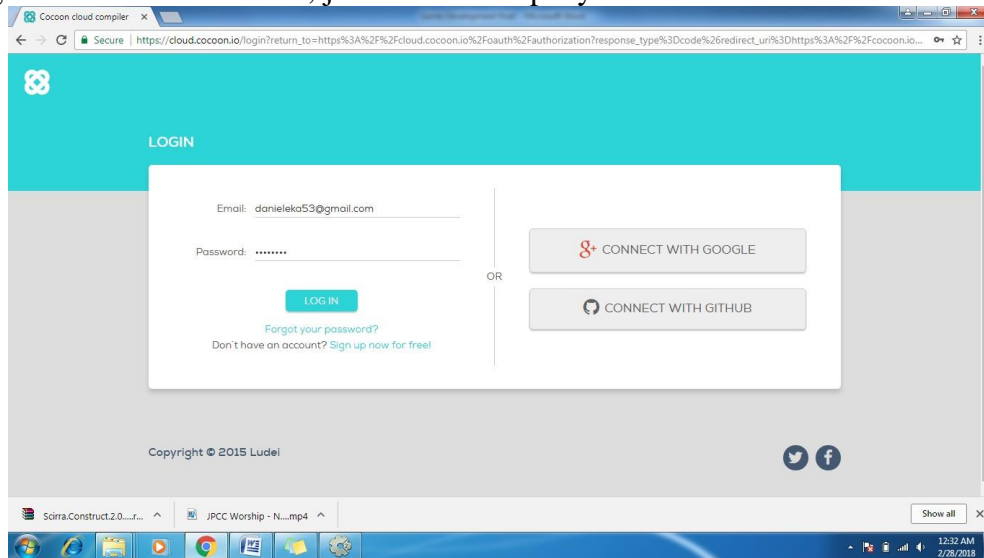 Cocoon cloud compiler
Secure https://cloud.cocoon.io/login?return_to=https%3A%2F%2Fcloud.cocoon.io%2Foauth%2Fauthorization?response_type%3Dcode%26redirect_uri%3Dhttps%3A%2F%2Fcocoon.io...
LOGIN
Email: danieleka53@gmail.com
Password: ••••••••
LOG IN
Forgot your password?
Don't have an account? Sign up now for free!
OR
g+ CONNECT WITH GOOGLE
CONNECT WITH GITHUB
Copyright © 2015 Ludei
Scirra.Construct.2.0.....r...
JPCC Worship - N....mp4
Show all
12:32 AM
2/28/2018